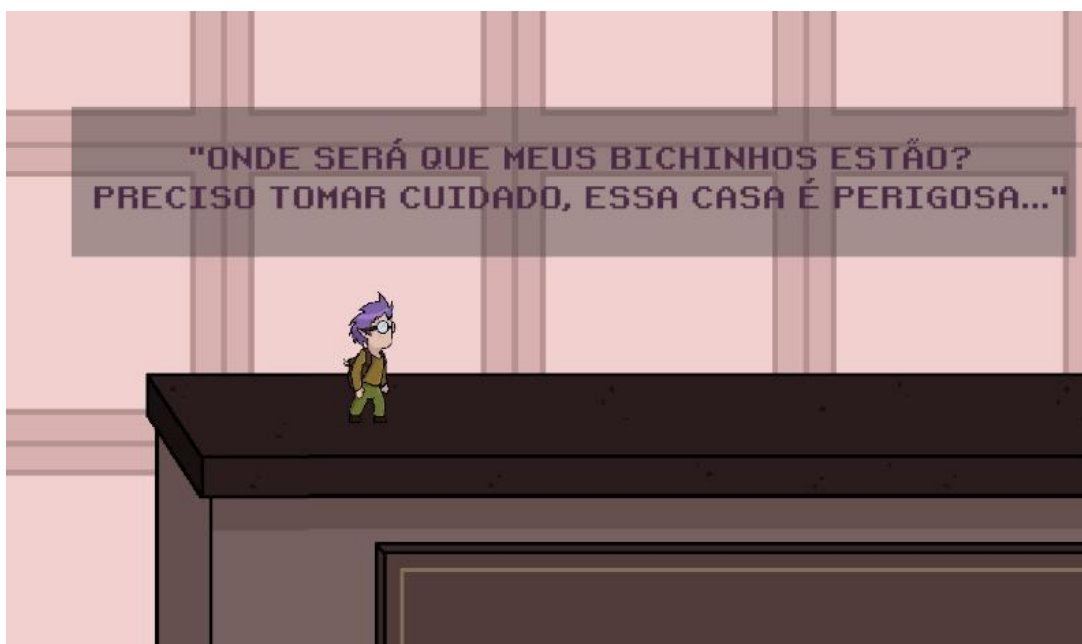 "ONDE SERÁ QUE MEUS BICHINHOS ESTÃO?
PRECISO TOMAR CUIDADO, ESSA CASA É PERIGOSA..."